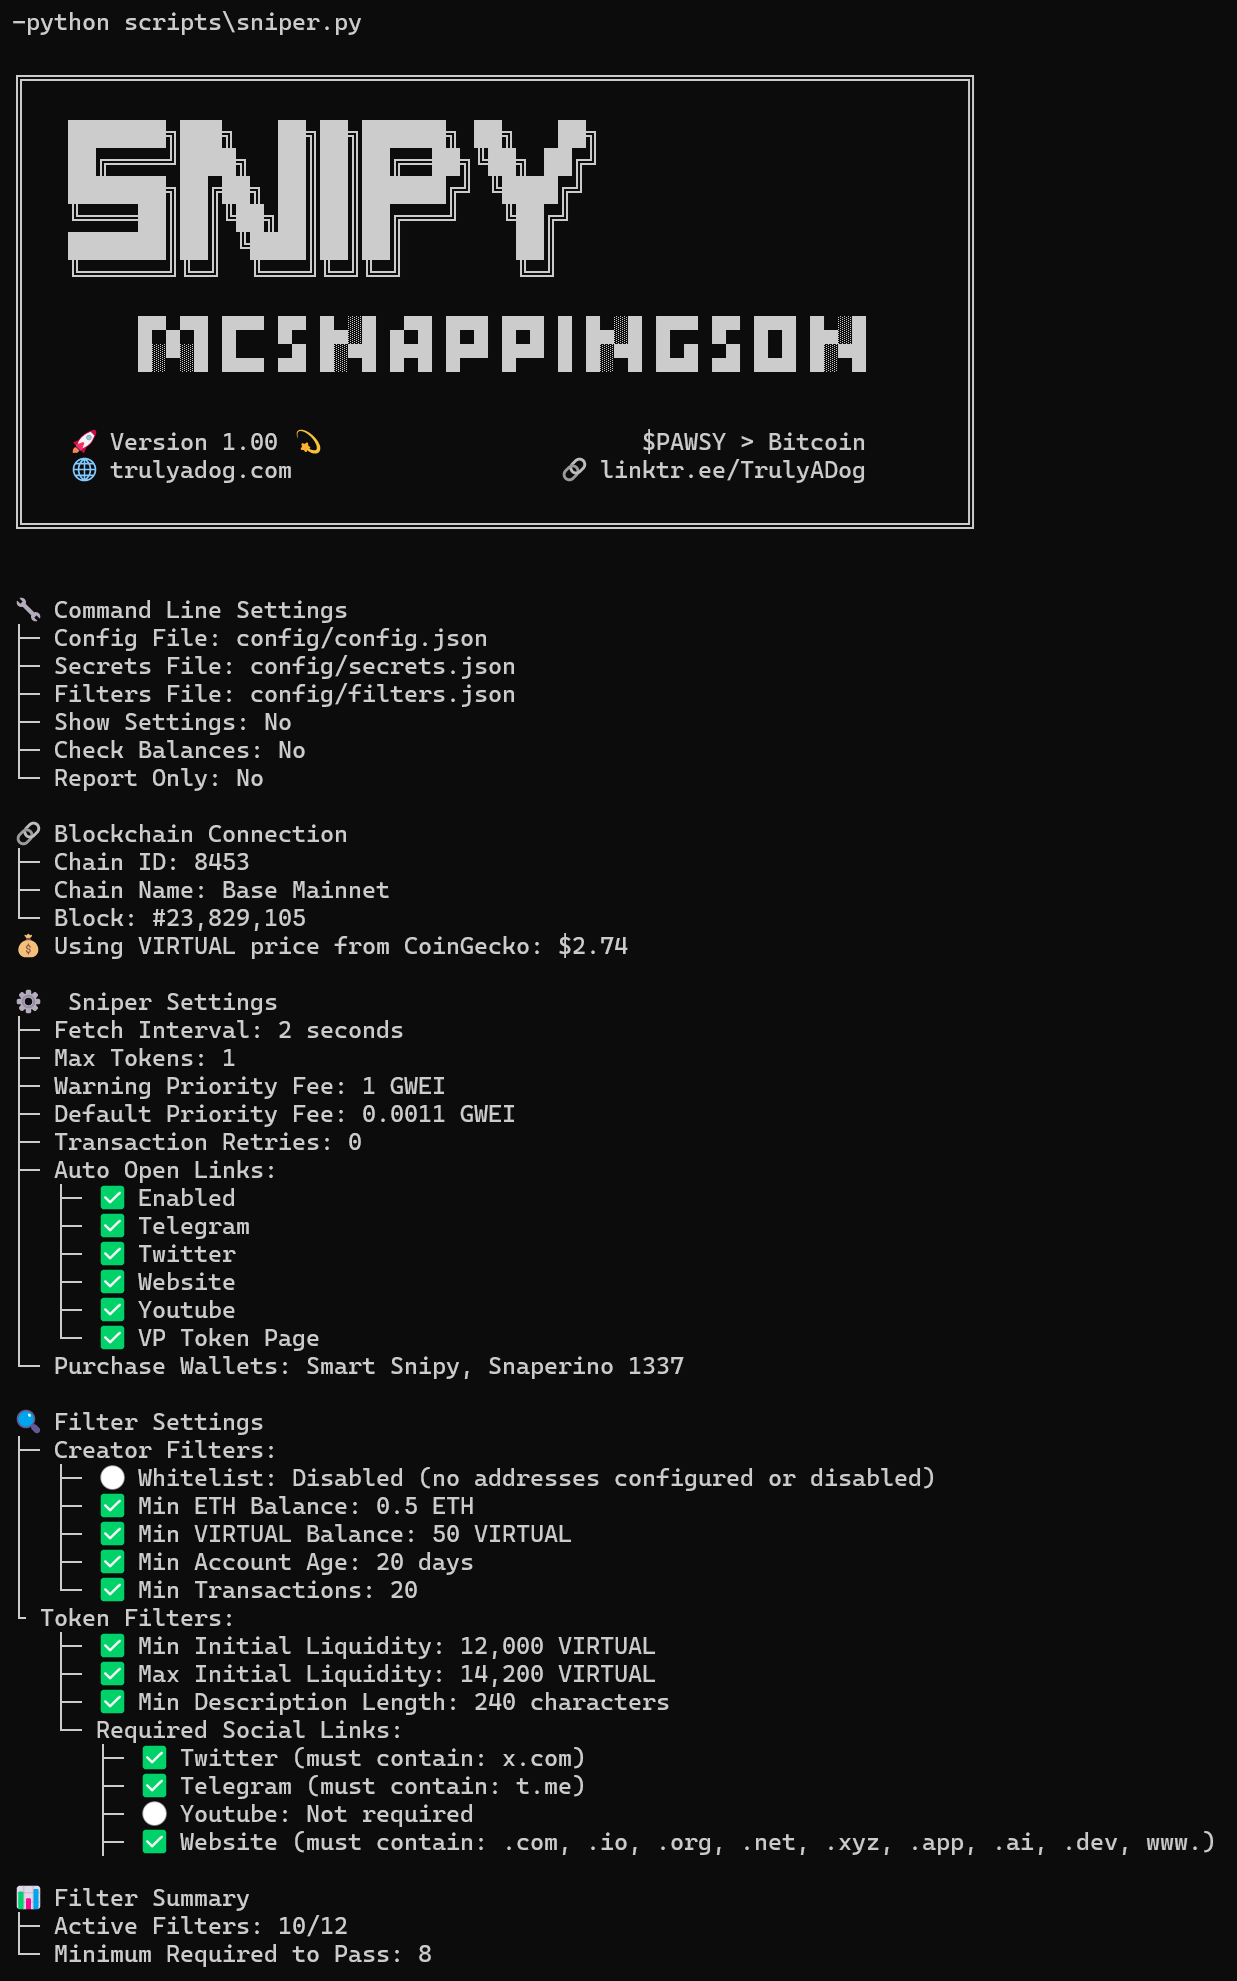 ~python scripts\sniper.py
SNIPY
MCSNAPPINGSON
🚀 Version 1.00 💫 $PAWSY > Bitcoin
🌐 trulyadog.com 🔗 linktr.ee/TrulyADog
🔧 Command Line Settings
├─ Config File: config/config.json
├─ Secrets File: config/secrets.json
├─ Filters File: config/filters.json
├─ Show Settings: No
├─ Check Balances: No
└─ Report Only: No
🔗 Blockchain Connection
├─ Chain ID: 8453
├─ Chain Name: Base Mainnet
└─ Block: #23,829,105
💰 Using VIRTUAL price from CoinGecko: $2.74
⚙️  Sniper Settings
├─ Fetch Interval: 2 seconds
├─ Max Tokens: 1
├─ Warning Priority Fee: 1 GWEI
├─ Default Priority Fee: 0.0011 GWEI
├─ Transaction Retries: 0
├─ Auto Open Links:
│  ├─ ✅ Enabled
│  ├─ ✅ Telegram
│  ├─ ✅ Twitter
│  ├─ ✅ Website
│  ├─ ✅ Youtube
│  └─ ✅ VP Token Page
└─ Purchase Wallets: Smart Snipy, Snaperino 1337
🔍 Filter Settings
├─ Creator Filters:
│  ├─ ⚪ Whitelist: Disabled (no addresses configured or disabled)
│  ├─ ✅ Min ETH Balance: 0.5 ETH
│  ├─ ✅ Min VIRTUAL Balance: 50 VIRTUAL
│  ├─ ✅ Min Account Age: 20 days
│  └─ ✅ Min Transactions: 20
└ Token Filters:
   ├─ ✅ Min Initial Liquidity: 12,000 VIRTUAL
   ├─ ✅ Max Initial Liquidity: 14,200 VIRTUAL
   ├─ ✅ Min Description Length: 240 characters
   └─ Required Social Links:
      ├─ ✅ Twitter (must contain: x.com)
      ├─ ✅ Telegram (must contain: t.me)
      ├─ ⚪ Youtube: Not required
      ├─ ✅ Website (must contain: .com, .io, .org, .net, .xyz, .app, .ai, .dev, www.)
📊 Filter Summary
├─ Active Filters: 10/12
└─ Minimum Required to Pass: 8